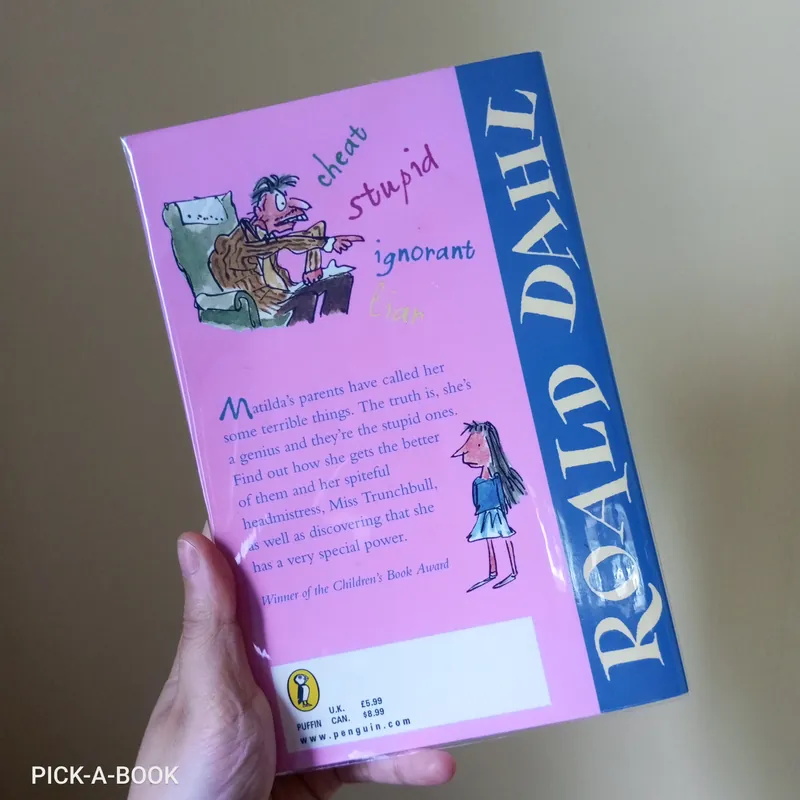 cheat
stupid
ignorant
liar
Matilda's parents have called her
some terrible things. The truth is, she's
a genius and they're the stupid ones.
Find out how she gets the better
of them and her spiteful
headmistress, Miss Trunchbull,
as well as discovering that she
has a very special power.
Winner of the Children's Book Award
ROALD DAHL
U.K. £5.99
PUFFIN CAN. $8.99
www.penguin.com
PICK-A-BOOK